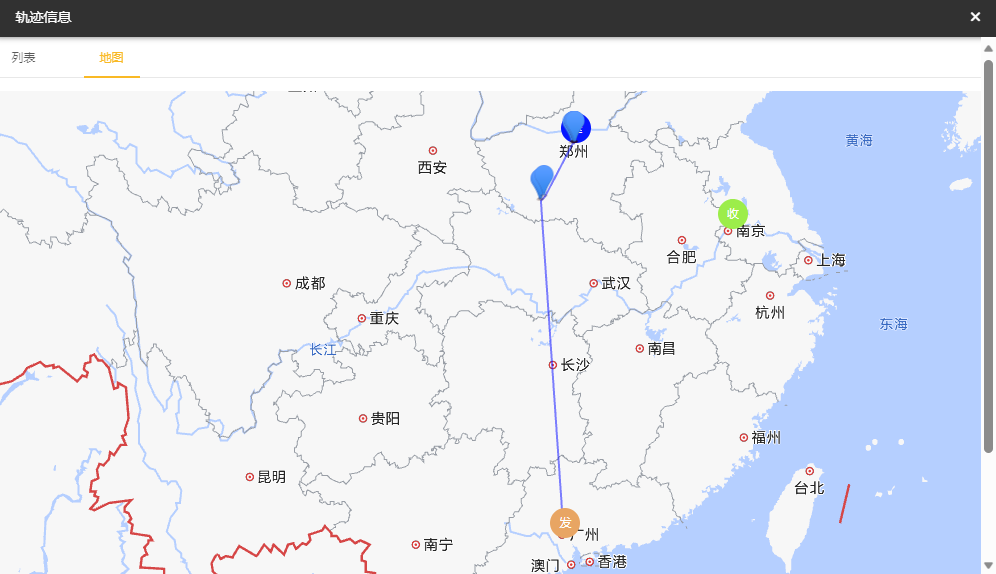 轨迹信息
列表
地图
黄海
郑州
西安
收
南京
合肥
上海
成都
武汉
杭州
重庆
东海
长江
南昌
长沙
贵阳
福州
昆明
台北
发
广州
南宁
香港
澳门